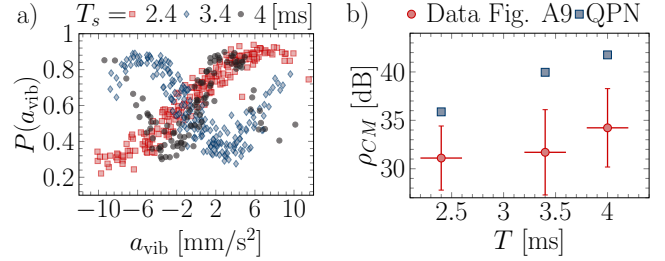 a) T_s = 2.4 3.4 4 [ms]
P(a_vib)
1
0.8
0.6
0.4
0.2
−10 −6 −2 2 6 10
a_vib [mm/s²]
b) Data Fig. A9 QPN
ρ_CM [dB]
40
35
30
2.5 3 3.5 4
T [ms]